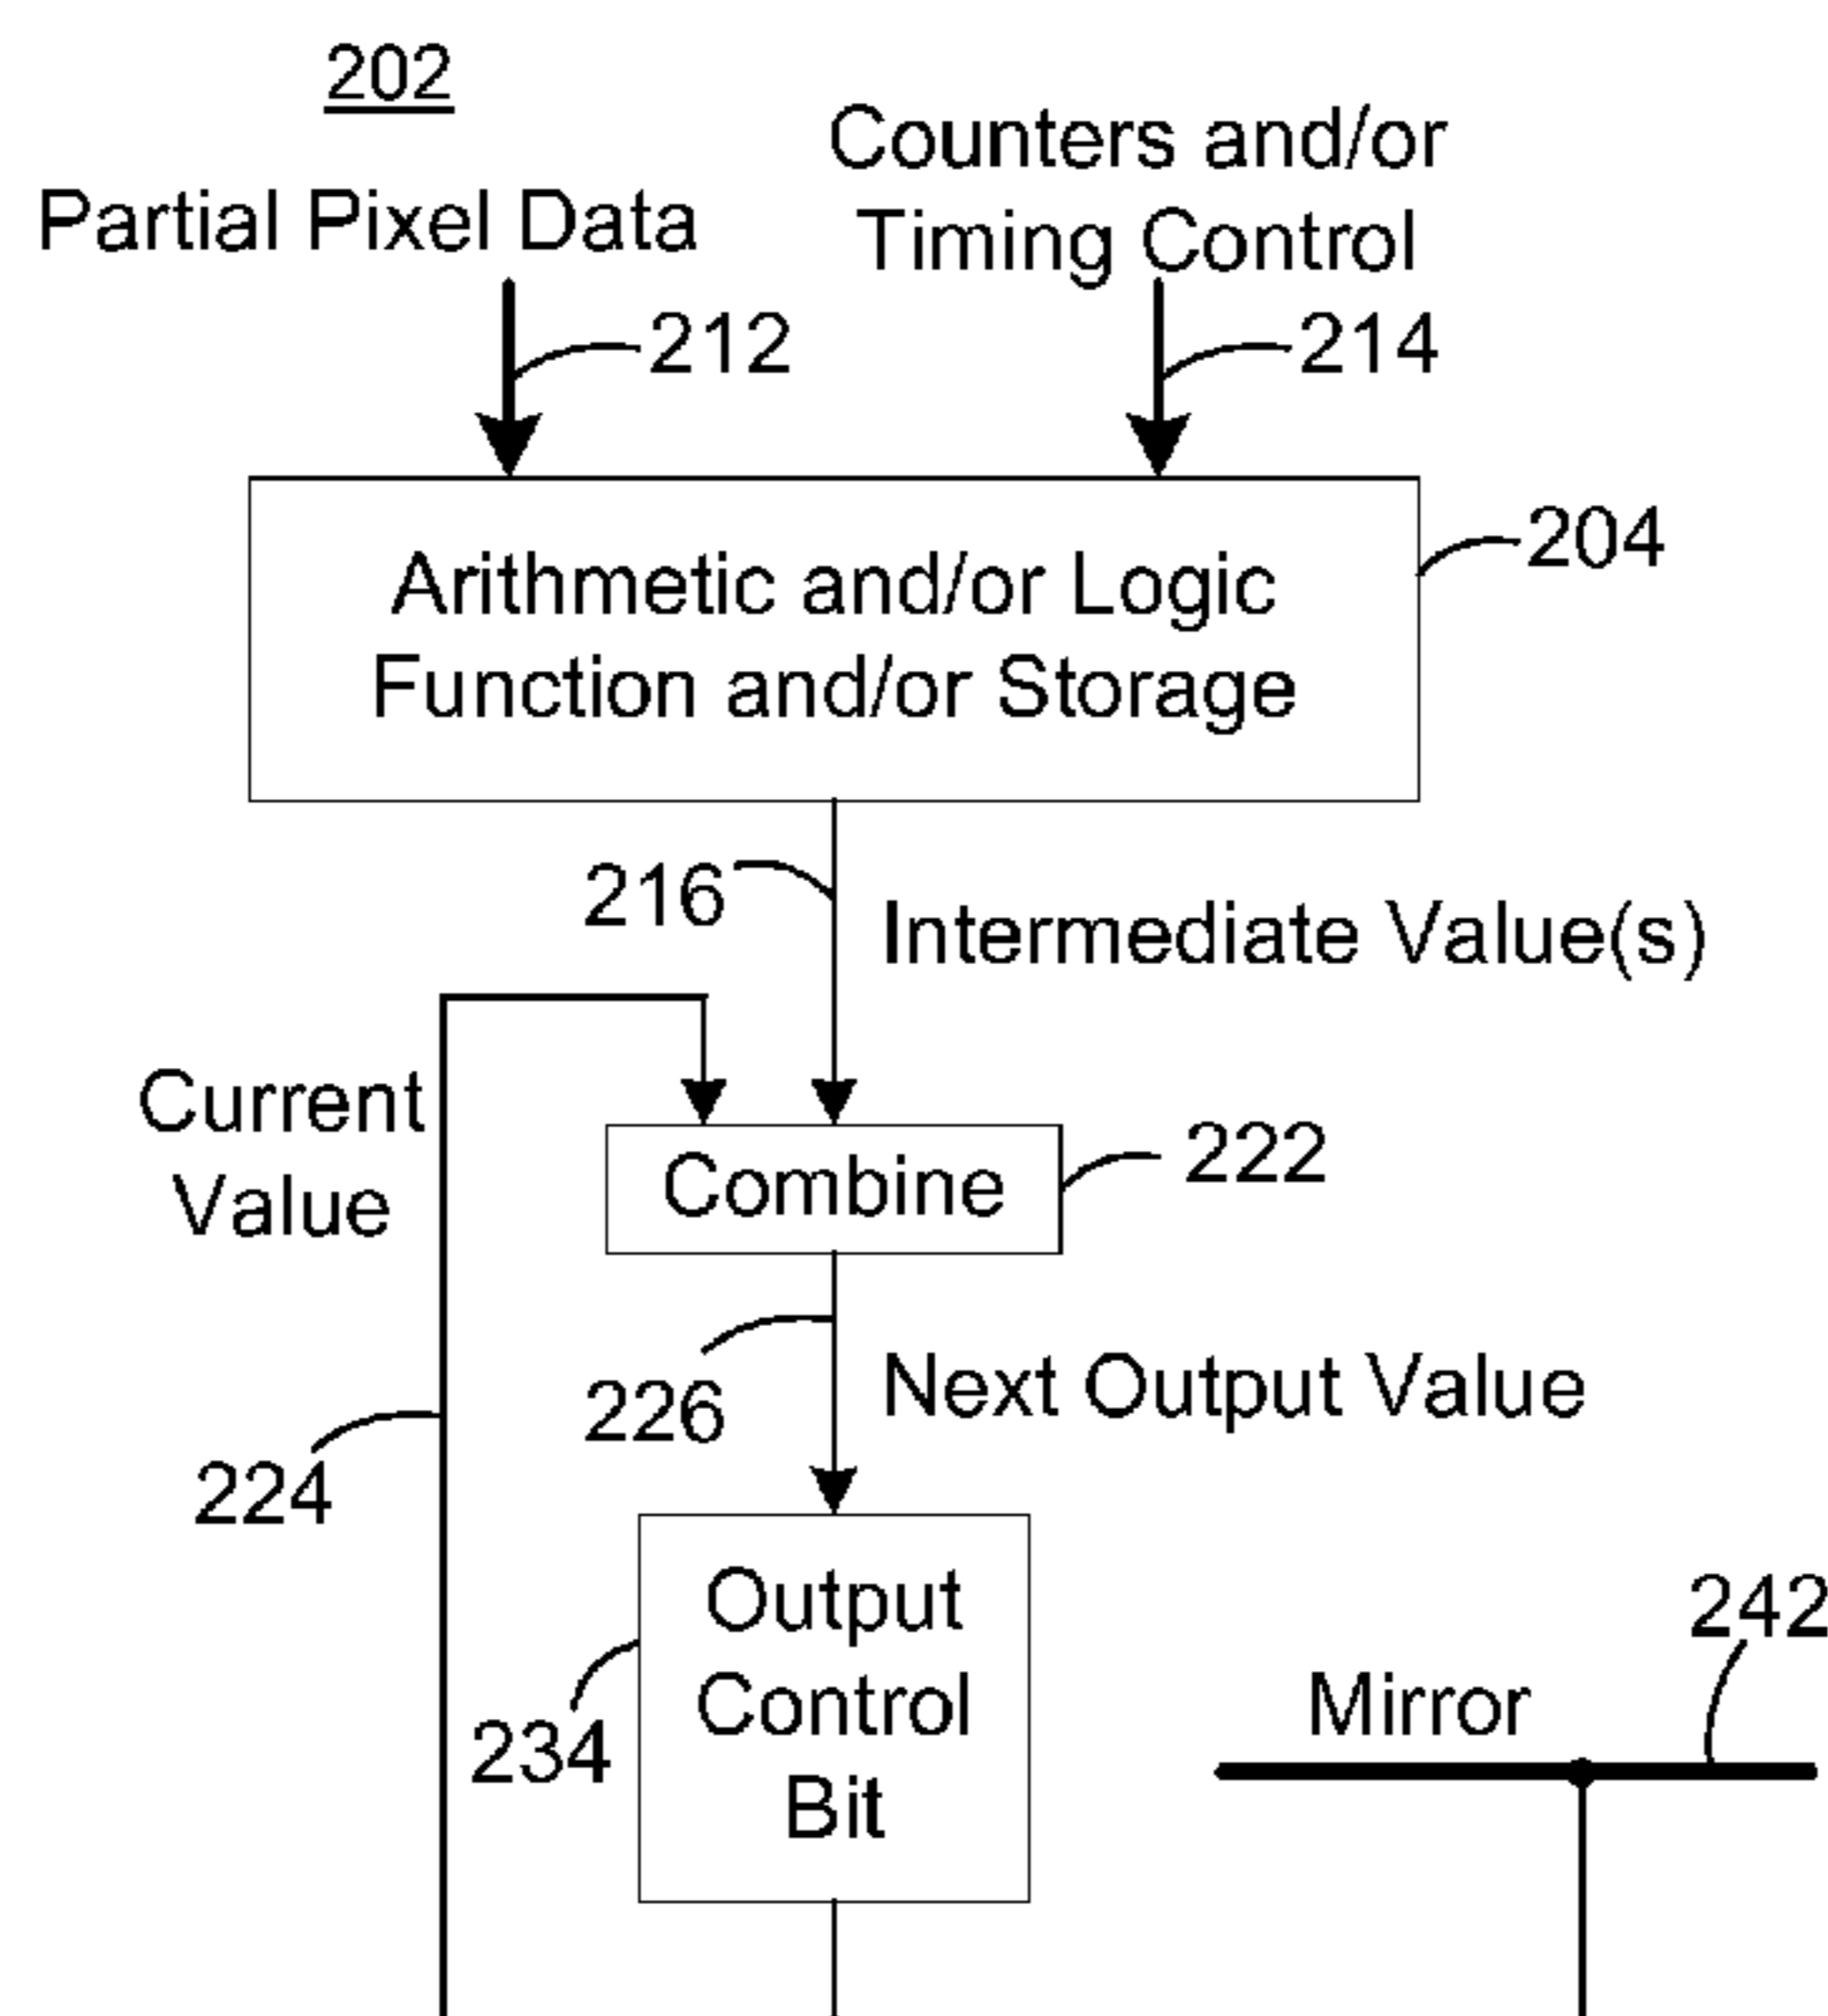 202
Partial Pixel Data
Counters and/or
Timing Control
212
214
204
Arithmetic and/or Logic
Function and/or Storage
216
Intermediate Value(s)
Current
Value
Combine
222
226
Next Output Value
224
Output
Control
Bit
234
242
Mirror